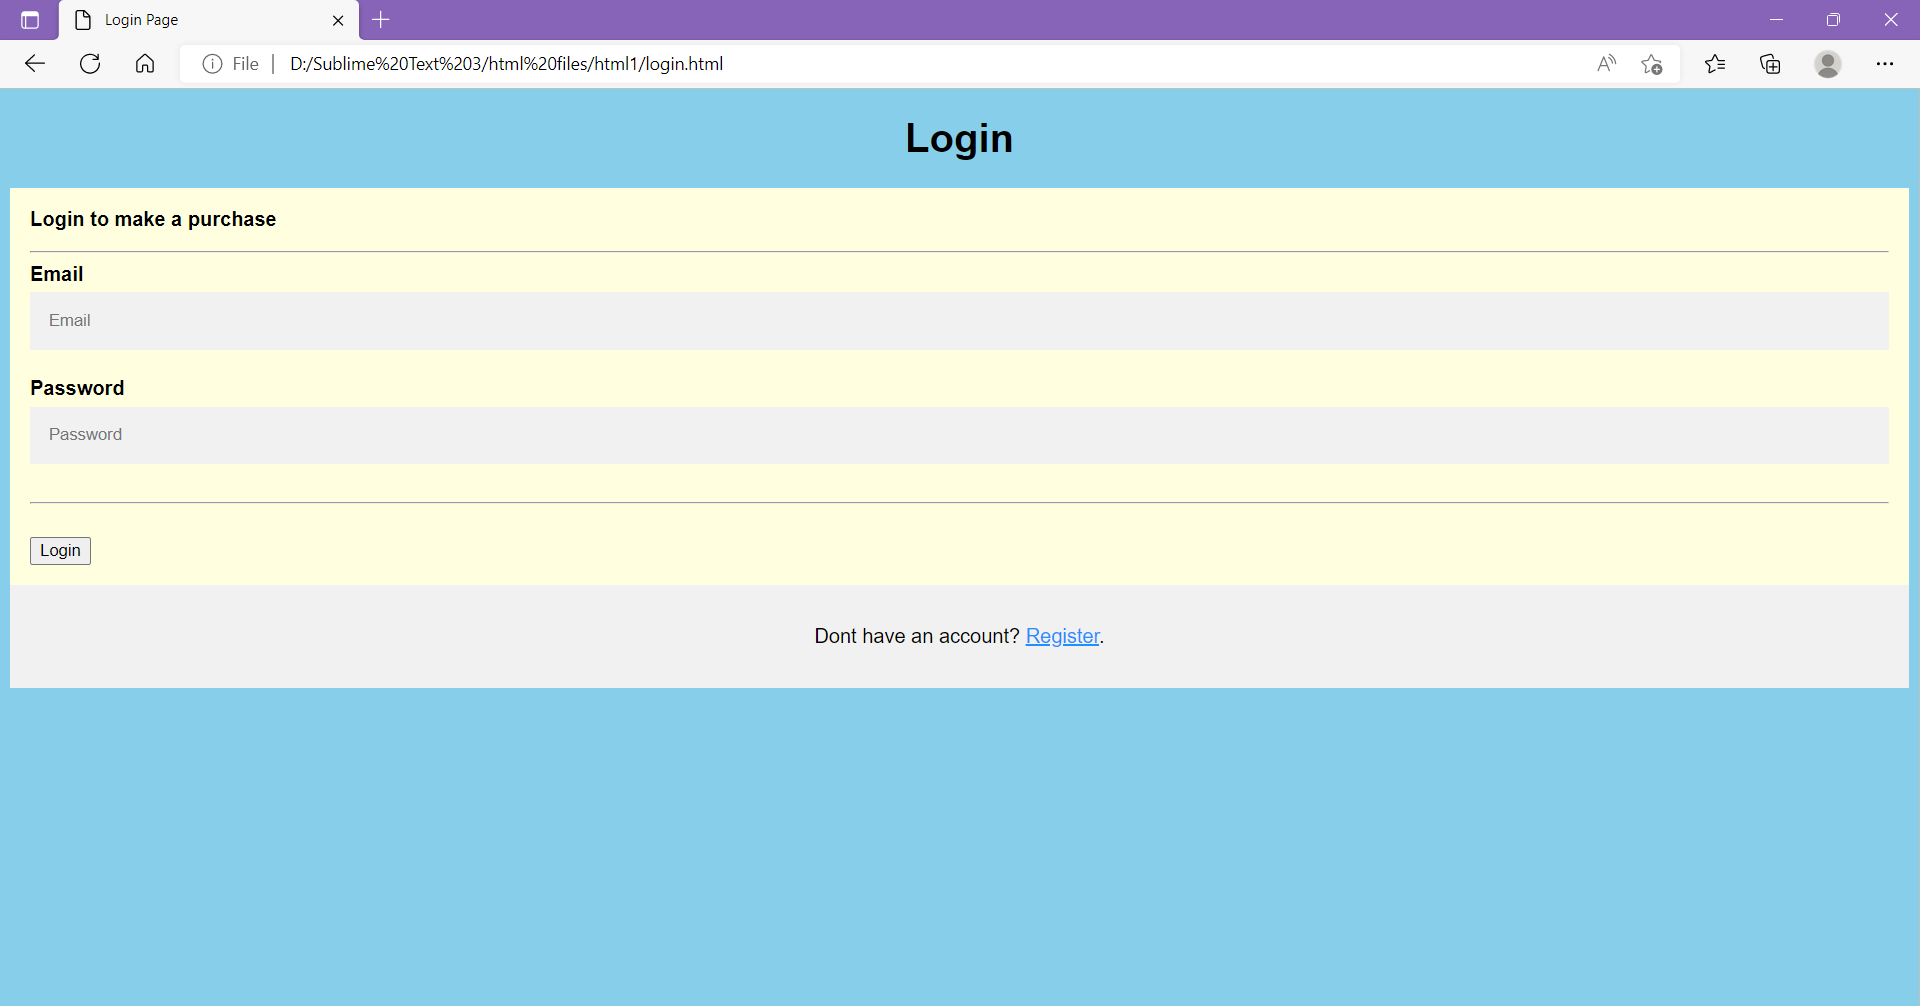 Login Page
File D:/Sublime%20Text%203/html%20files/html1/login.html
Login
Login to make a purchase
Email
Email
Password
Password
Login
Dont have an account? Register.